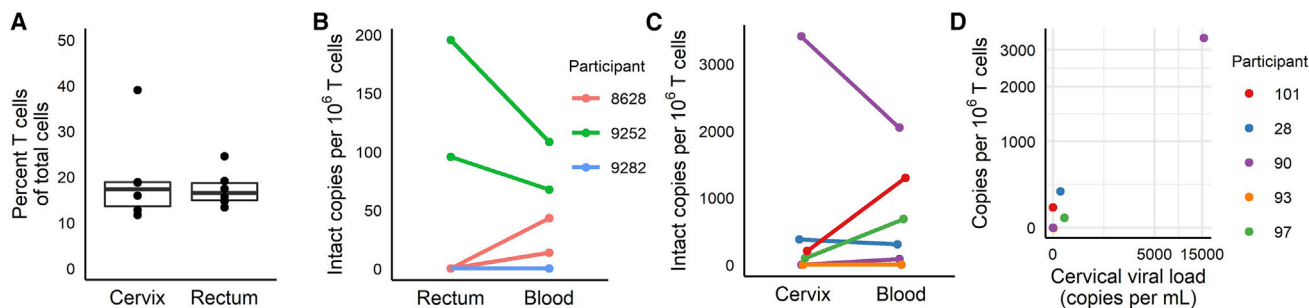 A
Percent T cells
of total cells
50
40
30
20
10
0
Cervix
Rectum
B
Intact copies per 10⁶ T cells
200
150
100
50
0
Rectum
Blood
Participant
8628
9252
9282
C
Intact copies per 10⁶ T cells
3000
2000
1000
0
Cervix
Blood
D
Copies per 10⁶ T cells
3000
2000
1000
0
0
5000
15000
Cervical viral load
(copies per mL)
Participant
101
28
90
93
97